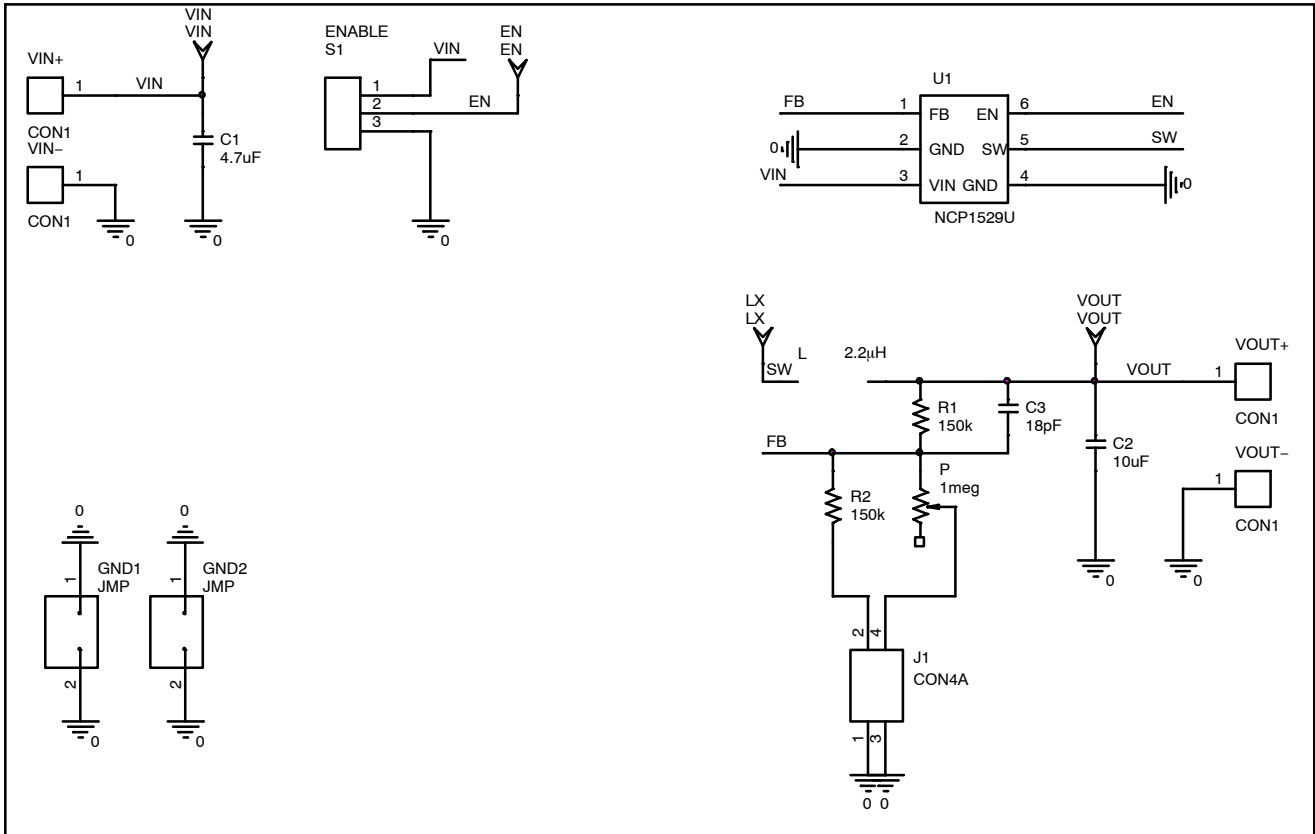 VIN
VIN
VIN+
1
VIN
CON1
C1
4.7uF
VIN−
1
CON1
0
0
ENABLE
S1
VIN
EN
EN
1
2
EN
3
0
U1
FB
1
FB
EN
6
EN
0
2
GND
SW
5
SW
VIN
3
VIN
GND
4
0
NCP1529U
LX
LX
SW
L
2.2μH
VOUT
VOUT
VOUT
1
VOUT+
CON1
R1
150k
C3
18pF
C2
10uF
FB
VOUT−
1
CON1
P
1meg
R2
150k
0
0
2
4
J1
CON4A
1
3
0 0
0
0
1
GND1
JMP
1
GND2
JMP
2
2
0
0